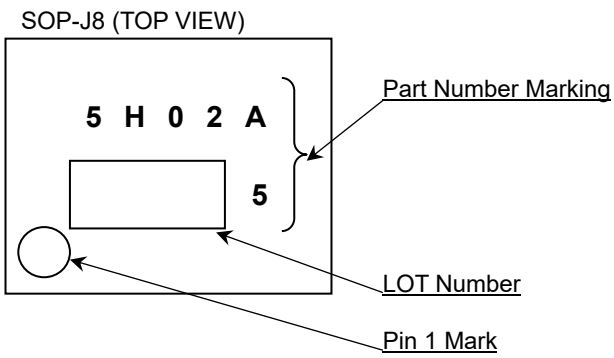 SOP-J8 (TOP VIEW)
Part Number Marking
5 H 0 2 A
5
LOT Number
Pin 1 Mark